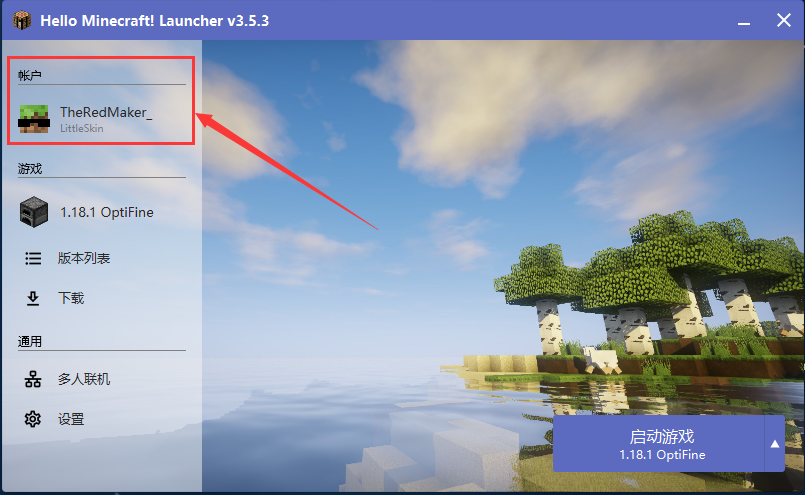 Hello Minecraft! Launcher v3.5.3
帐户
TheRedMaker_
LittleSkin
游戏
1.18.1 OptiFine
版本列表
下载
通用
多人联机
设置
启动游戏
1.18.1 OptiFine